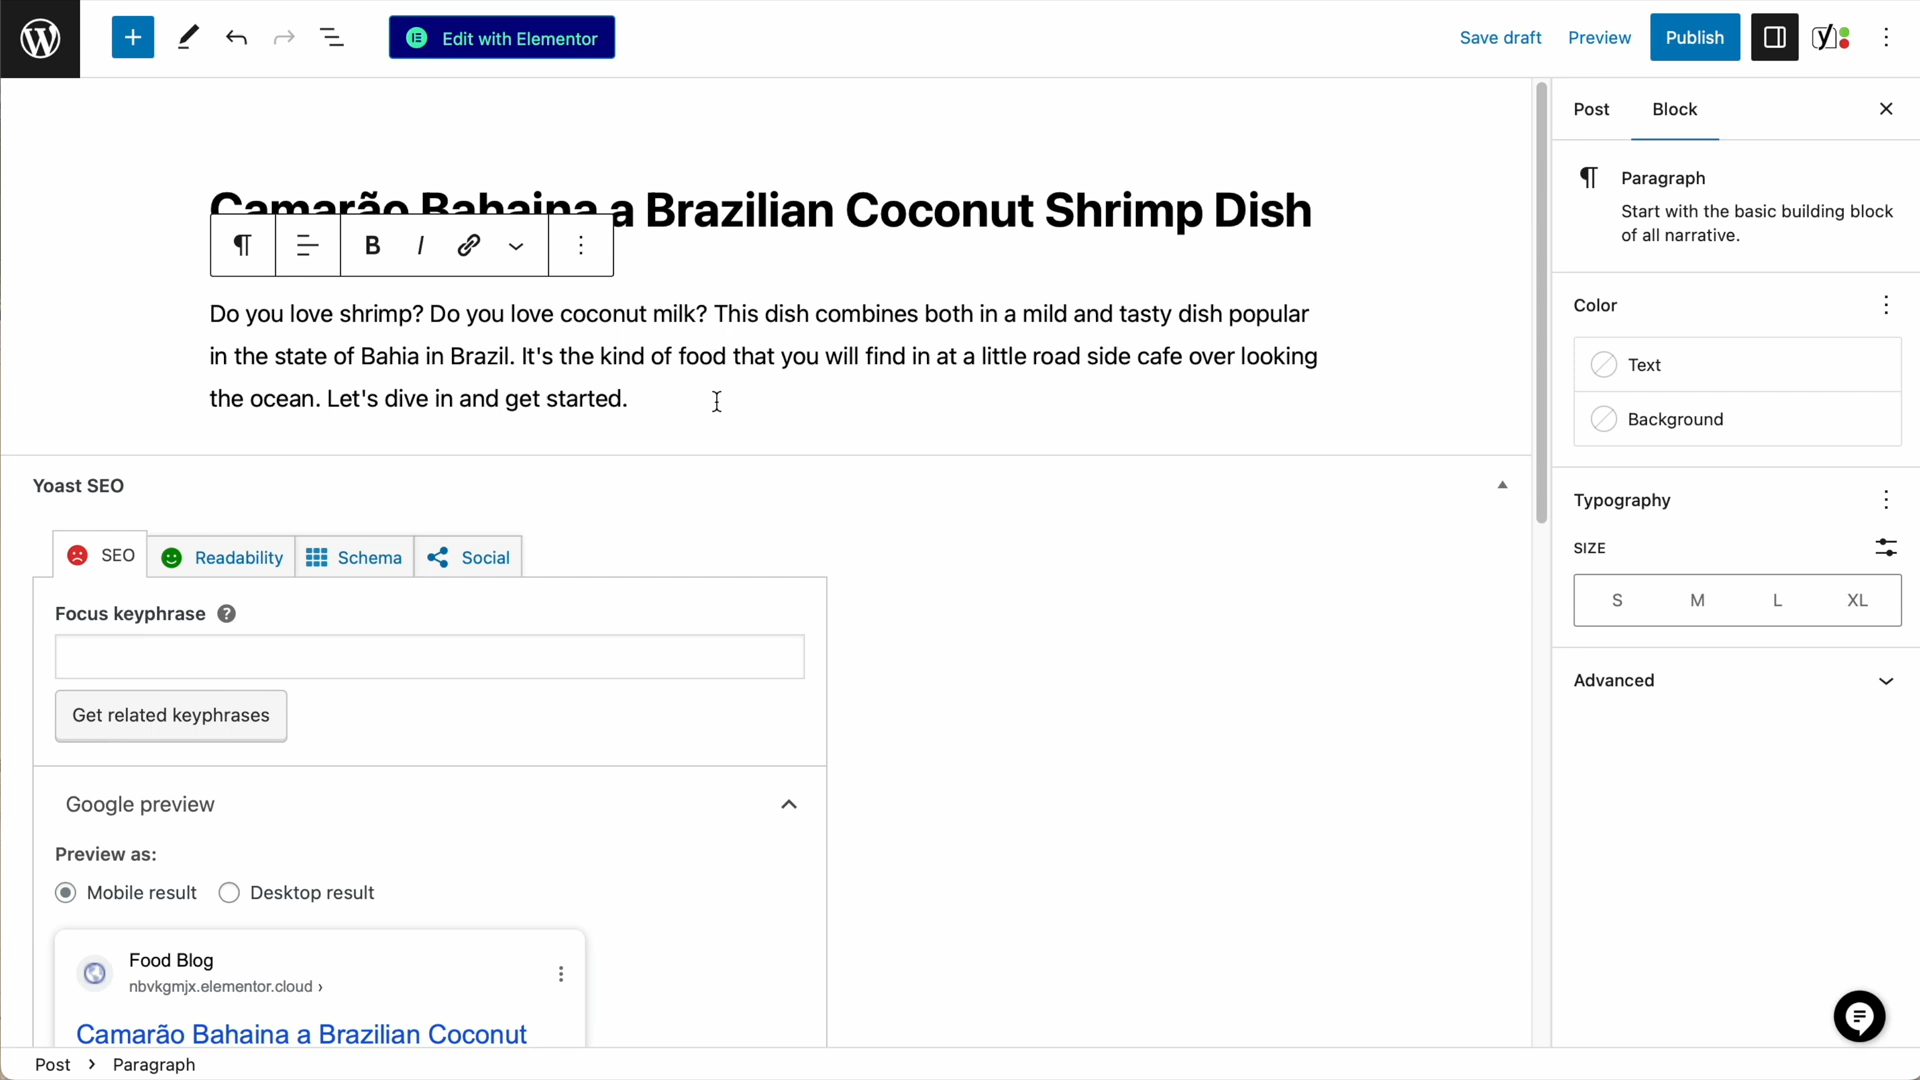 Edit with Elementor
Save draft
Preview
Publish
Post
Block
Camarão Bahaina a Brazilian Coconut Shrimp Dish
B I
Do you love shrimp? Do you love coconut milk? This dish combines both in a mild and tasty dish popular
in the state of Bahia in Brazil. It's the kind of food that you will find in at a little road side cafe over looking
the ocean. Let's dive in and get started.
Yoast SEO
SEO
Readability
Schema
Social
Focus keyphrase ?
Get related keyphrases
Google preview
Preview as:
Mobile result
Desktop result
Food Blog
nbvkgmjx.elementor.cloud ›
Camarão Bahaina a Brazilian Coconut
Paragraph
Start with the basic building block
of all narrative.
Color
Text
Background
Typography
SIZE
S M L XL
Advanced
Post › Paragraph